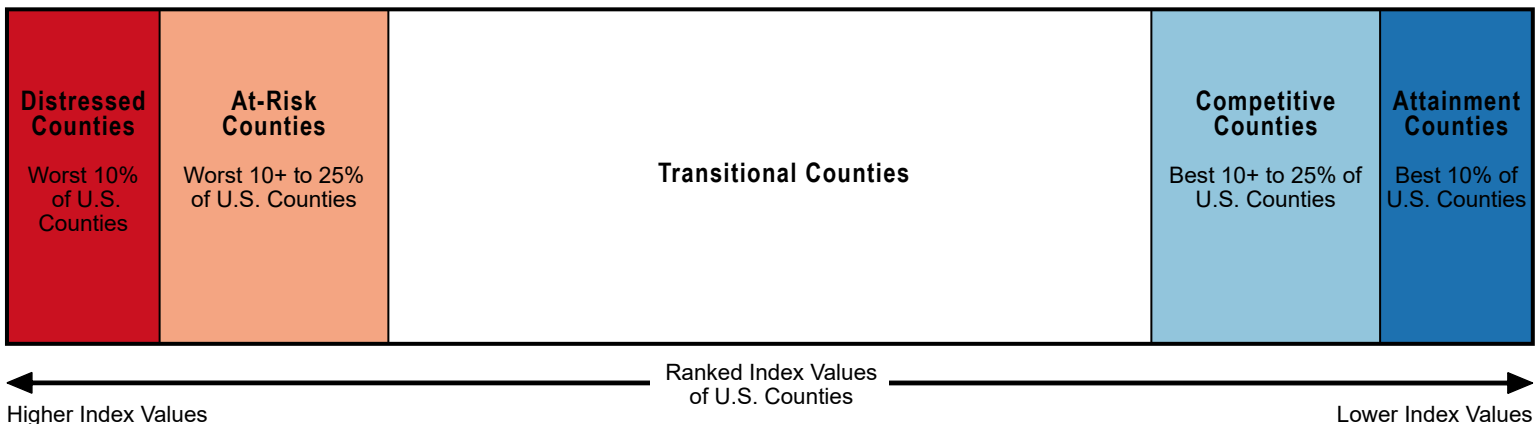 Distressed
Counties
Worst 10%
of U.S.
Counties
At-Risk
Counties
Worst 10+ to 25%
of U.S. Counties
Transitional Counties
Competitive
Counties
Best 10+ to 25% of
U.S. Counties
Attainment
Counties
Best 10% of
U.S. Counties
Ranked Index Values
of U.S. Counties
Higher Index Values
Lower Index Values